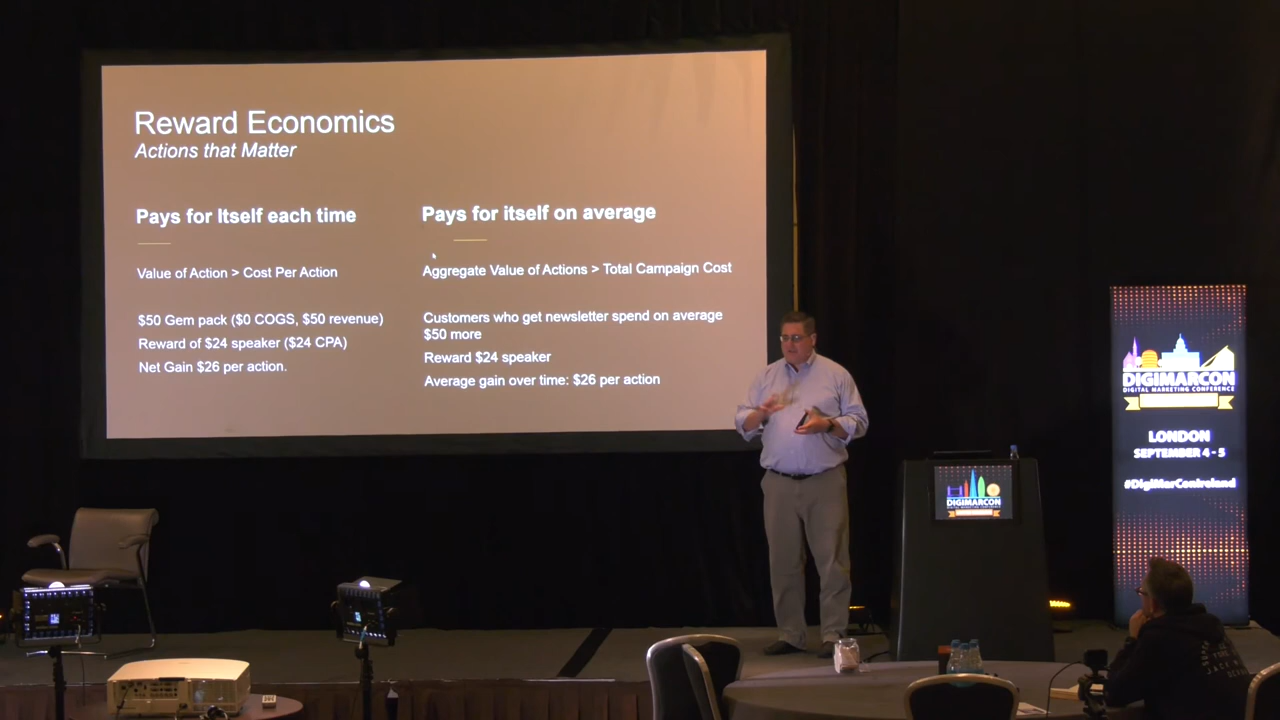 Reward Economics
Actions that Matter
Pays for Itself each time
Value of Action > Cost Per Action
$50 Gem pack ($0 COGS, $50 revenue)
Reward of $24 speaker ($24 CPA)
Net Gain $26 per action.
Pays for itself on average
Aggregate Value of Actions > Total Campaign Cost
Customers who get newsletter spend on average
$50 more
Reward $24 speaker
Average gain over time: $26 per action
DIGIMARCON
DIGIMARCON
DIGITAL MARKETING CONFERENCE
LONDON
SEPTEMBER 4 - 5
#DigiMarConIreland